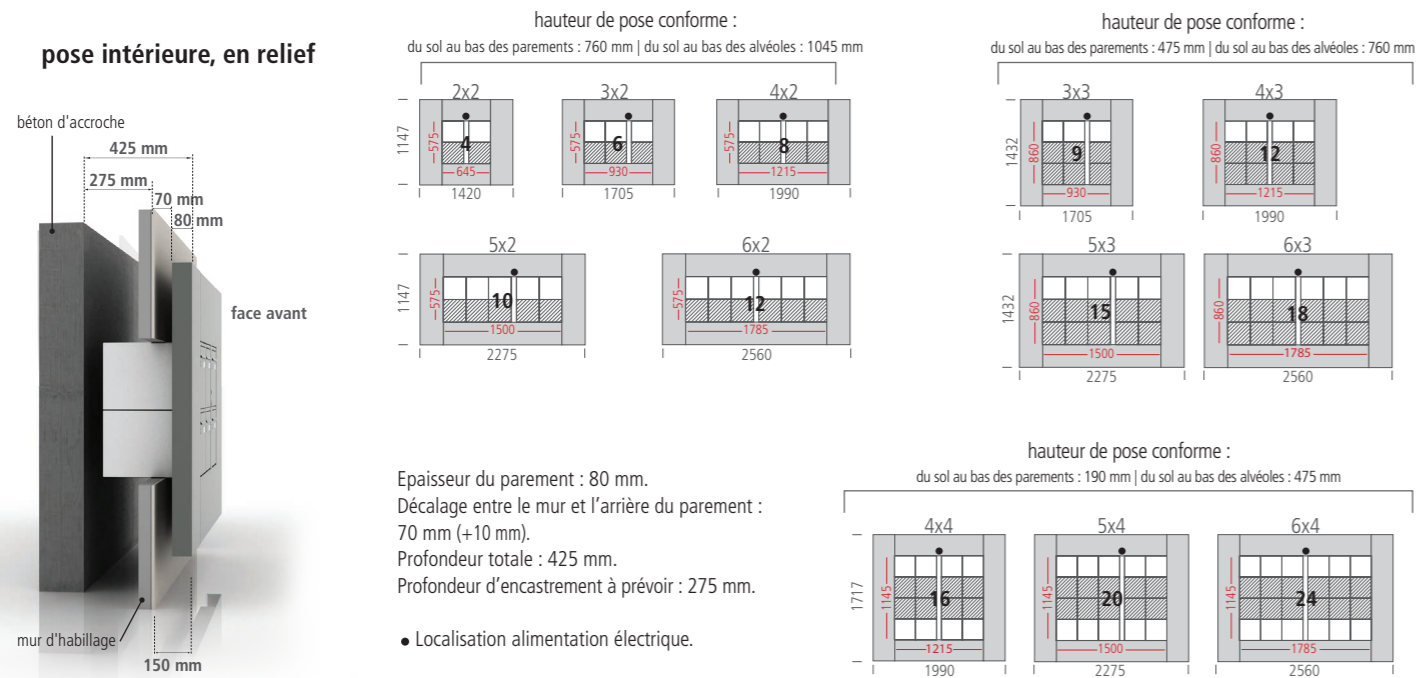 pose intérieure, en relief
béton d'accroche
425 mm
275 mm
70 mm
80 mm
face avant
mur d'habillage
150 mm
hauteur de pose conforme :
du sol au bas des parements : 760 mm | du sol au bas des alvéoles : 1045 mm
2x2
3x2
4x2
1147
575
4
645
1420
575
6
930
1705
575
8
1215
1990
5x2
6x2
1147
575
10
1500
2275
575
12
1785
2560
hauteur de pose conforme :
du sol au bas des parements : 475 mm | du sol au bas des alvéoles : 760 mm
3x3
4x3
1432
860
9
930
1705
860
12
1215
1990
5x3
6x3
1432
860
15
1500
2275
860
18
1785
2560
Epaisseur du parement : 80 mm.
Décalage entre le mur et l'arrière du parement :
70 mm (+10 mm).
Profondeur totale : 425 mm.
Profondeur d'encastrement à prévoir : 275 mm.
● Localisation alimentation électrique.
hauteur de pose conforme :
du sol au bas des parements : 190 mm | du sol au bas des alvéoles : 475 mm
4x4
5x4
6x4
1717
1145
16
1215
1990
1145
20
1500
2275
1145
24
1785
2560